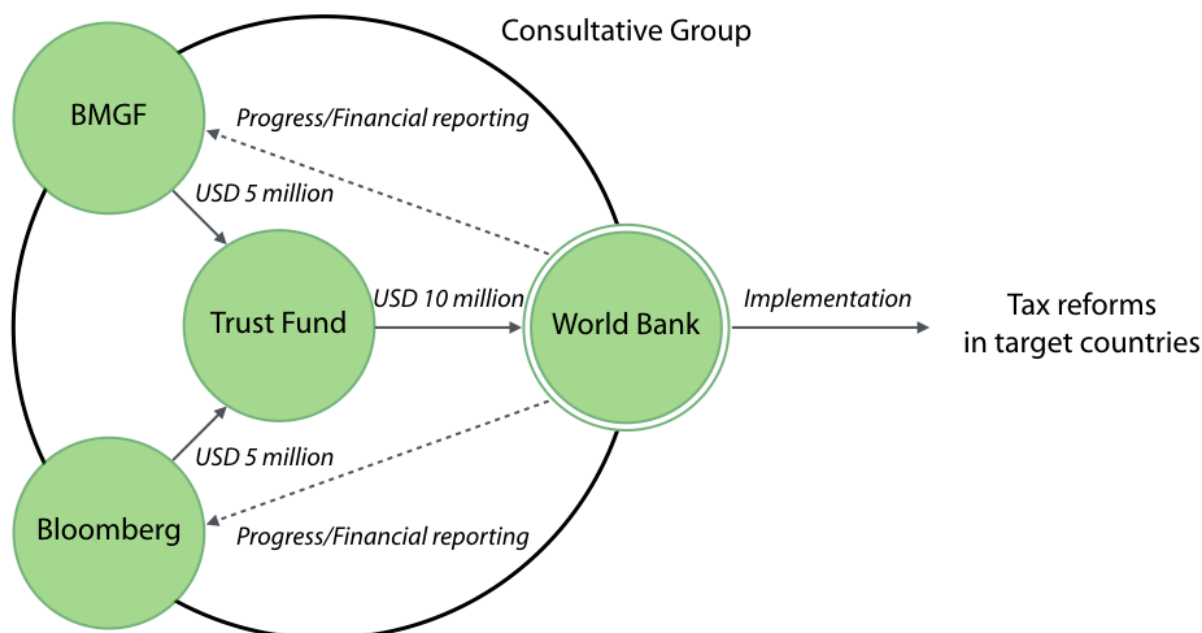 Consultative Group
BMGF
Progress/Financial reporting
USD 5 million
Trust Fund
USD 10 million
World Bank
Implementation
Tax reforms
in target countries
USD 5 million
Bloomberg
Progress/Financial reporting